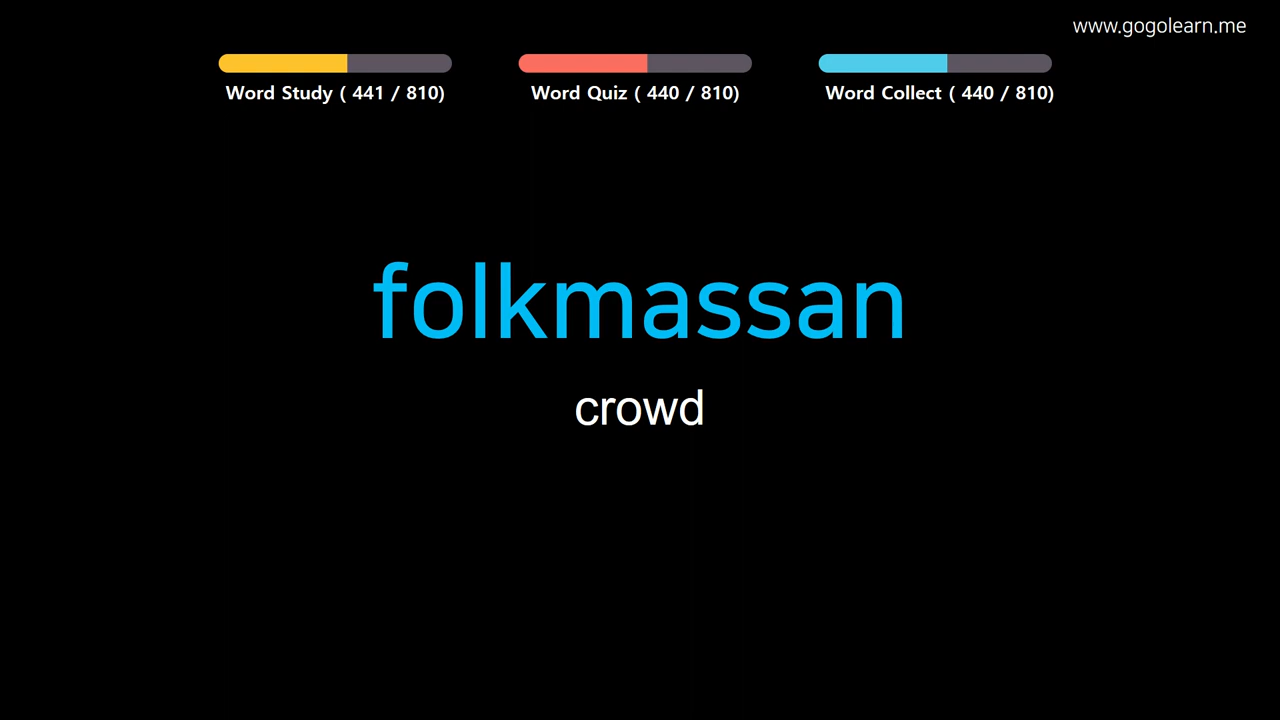 www.gogolearn.me
Word Study ( 441 / 810)
Word Quiz ( 440 / 810)
Word Collect ( 440 / 810)
folkmassan
crowd